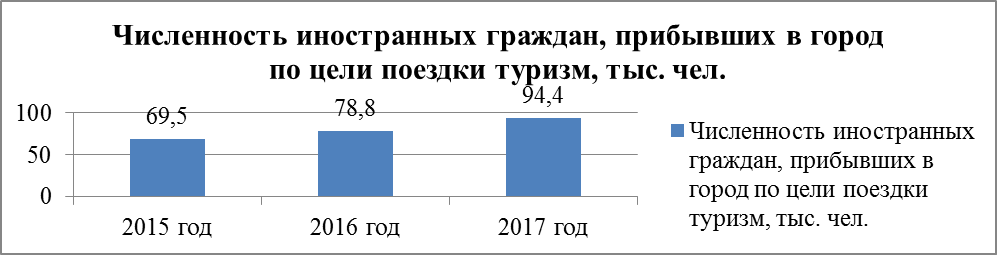 Численность иностранных граждан, прибывших в город
по цели поездки туризм, тыс. чел.
100
50
0
69,5
78,8
94,4
2015 год
2016 год
2017 год
Численность иностранных
граждан, прибывших в
город по цели поездки
туризм, тыс. чел.